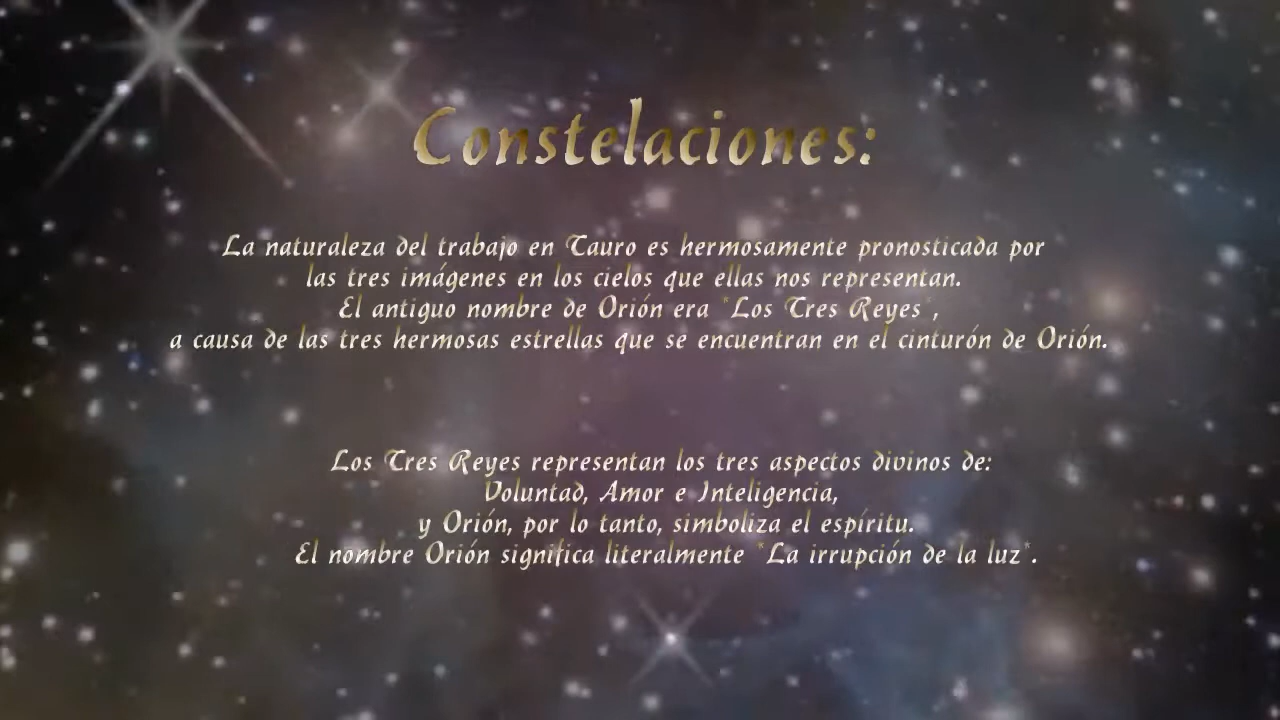 Constelaciones:
La naturaleza del trabajo en Tauro es hermosamente pronosticada por
las tres imágenes en los cielos que ellas nos representan.
El antiguo nombre de Orión era "Los Tres Reyes",
a causa de las tres hermosas estrellas que se encuentran en el cinturón de Orión.
Los Tres Reyes representan los tres aspectos divinos de:
Voluntad, Amor e Inteligencia,
y Orión, por lo tanto, simboliza el espíritu.
El nombre Orión significa literalmente "La irrupción de la luz".